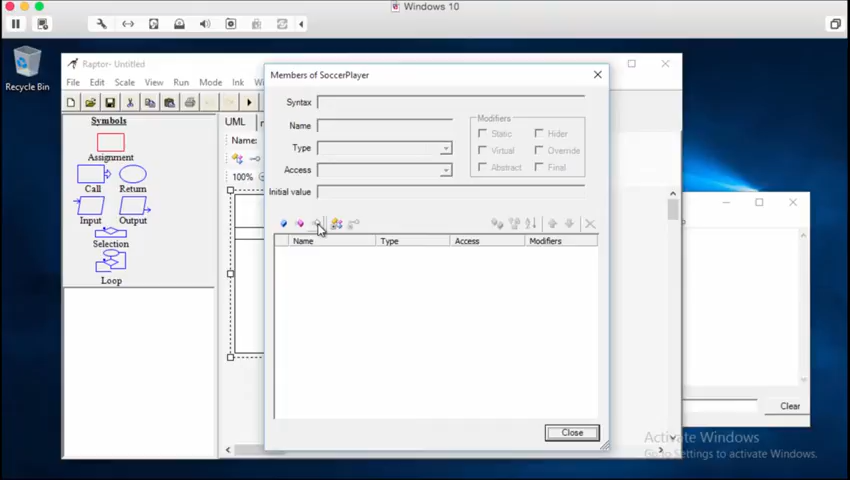 Windows 10
Recycle Bin
Raptor- Untitled
File Edit Scale View Run Mode Ink
Symbols
Assignment
Call Return
Input Output
Selection
Loop
UML
Name:
100%
Members of SoccerPlayer
Syntax
Name
Type
Access
Initial value
Modifiers
Static Hider
Virtual Override
Abstract Final
Name Type Access Modifiers
Close
Clear
Activate Windows
Go to Settings to activate Windows.